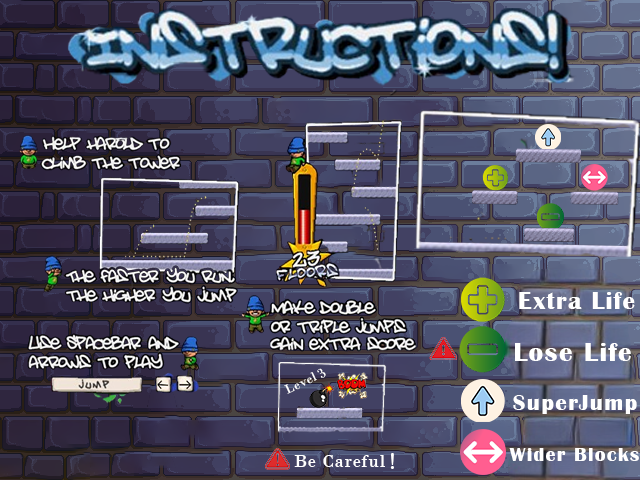 INSTRUCTIONS!
HELP HAROLD TO
CLIMB THE TOWER
THE FASTER YOU RUN
THE HIGHER YOU JUMP
USE SPACEBAR AND
ARROWS TO PLAY
JUMP
23
FLOORS
MAKE DOUBLE
OR TRIPLE JUMPS
GAIN EXTRA SCORE
Level 3
BOOM
Be Careful!
Extra Life
Lose Life
SuperJump
Wider Blocks